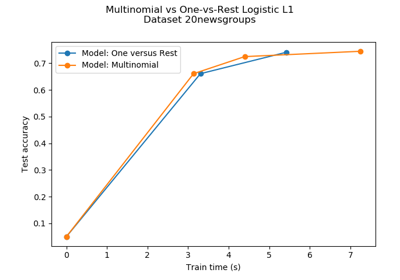 Multinomial vs One-vs-Rest Logistic L1
Dataset 20newsgroups
Model: One versus Rest
Model: Multinomial
Test accuracy
0.7
0.6
0.5
0.4
0.3
0.2
0.1
0 1 2 3 4 5 6 7
Train time (s)